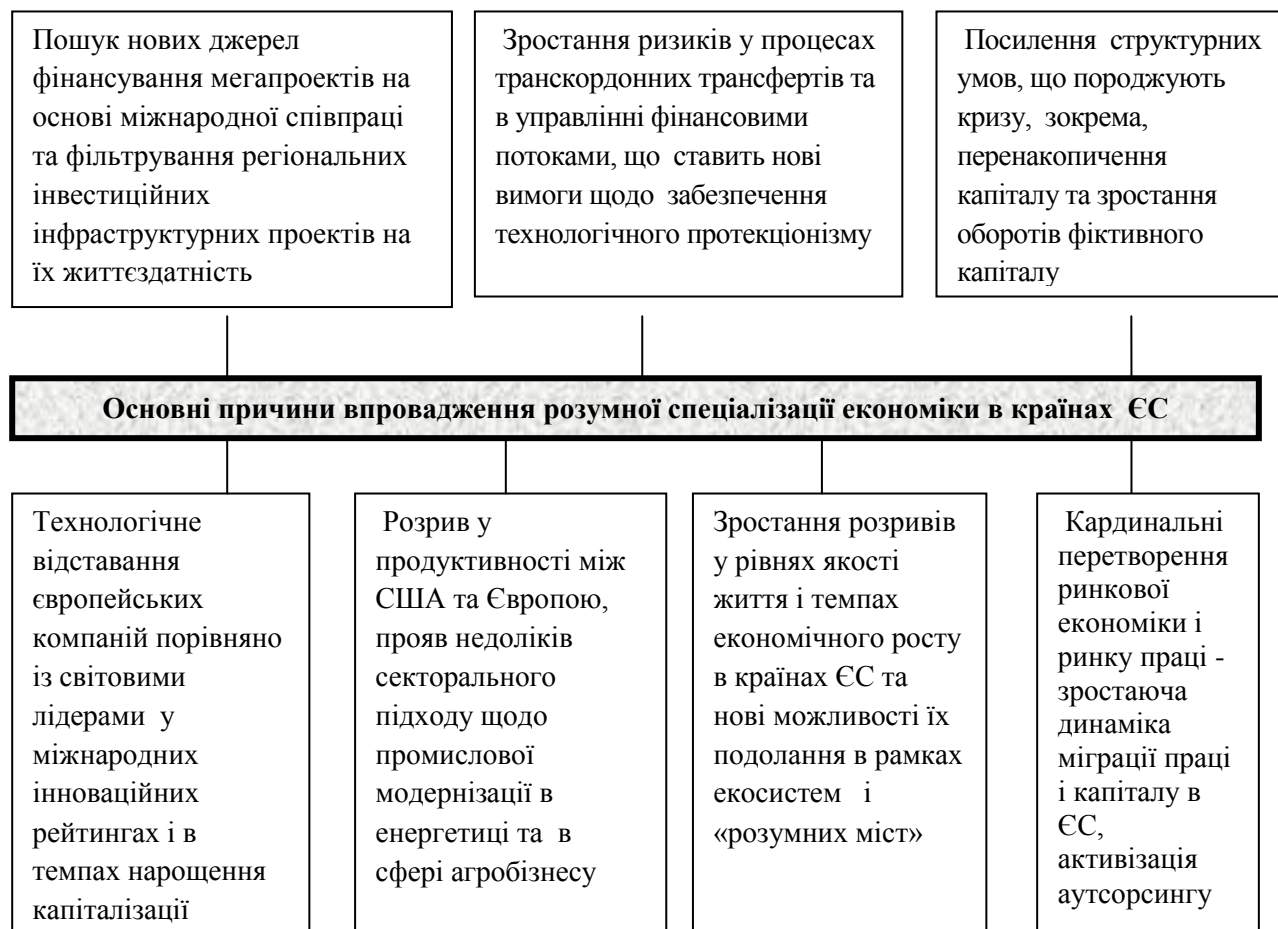 Пошук нових джерел
фінансування мегапроектів на
основі міжнародної співпраці
та фільтрування регіональних
інвестиційних
інфраструктурних проектів на
їх життєздатність
Зростання ризиків у процесах
транскордонних трансфертів та
в управлінні фінансовими
потоками, що ставить нові
вимоги щодо забезпечення
технологічного протекціонізму
Посилення структурних
умов, що породжують
кризу, зокрема,
перенакопичення
капіталу та зростання
оборотів фіктивного
капіталу
Основні причини впровадження розумної спеціалізації економіки в країнах ЄС
Технологічне
відставання
європейських
компаній порівняно
із світовими
лідерами у
міжнародних
інноваційних
рейтингах і в
темпах нарощення
капіталізації
Розрив у
продуктивності між
США та Європою,
прояв недоліків
секторального
підходу щодо
промислової
модернізації в
енергетиці та в
сфері агробізнесу
Зростання розривів
у рівнях якості
життя і темпах
економічного росту
в країнах ЄС та
нові можливості їх
подолання в рамках
екосистем і
«розумних міст»
Кардинальні
перетворення
ринкової
економіки і
ринку праці -
зростаюча
динаміка
міграції праці
і капіталу в
ЄС,
активізація
аутсорсингу